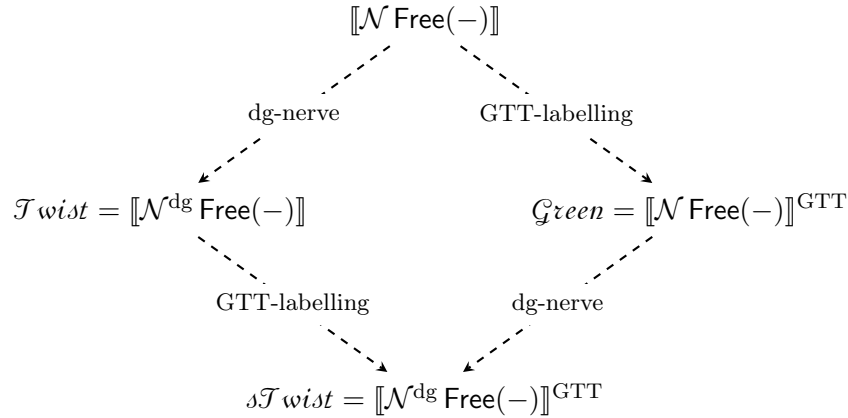 ⟦𝒩 Free(−)⟧
dg-nerve GTT-labelling
𝒯wist = ⟦𝒩^dg Free(−)⟧ 𝒢reen = ⟦𝒩 Free(−)⟧^GTT
GTT-labelling dg-nerve
s𝒯wist = ⟦𝒩^dg Free(−)⟧^GTT